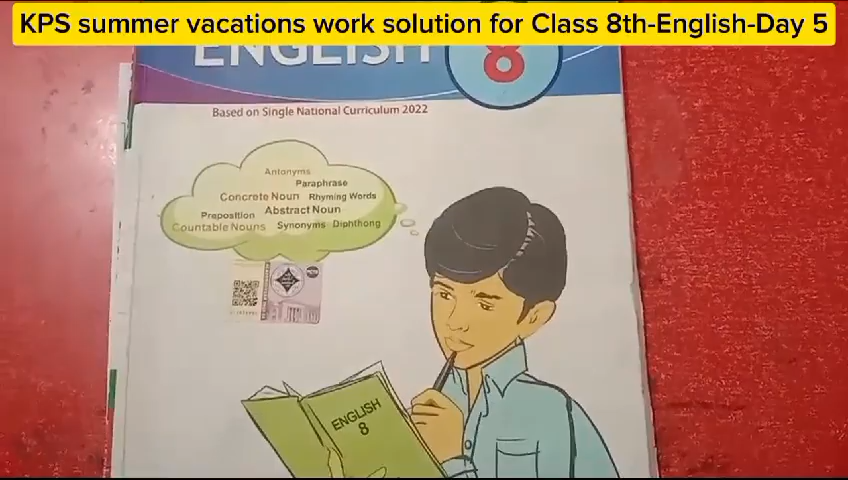 KPS summer vacations work solution for Class 8th-English-Day 5
ENGLISH
8
Based on Single National Curriculum 2022
Antonyms
Paraphrase
Concrete Noun Rhyming Words
Preposition Abstract Noun
Countable Nouns Synonyms Diphthong
ENGLISH
8